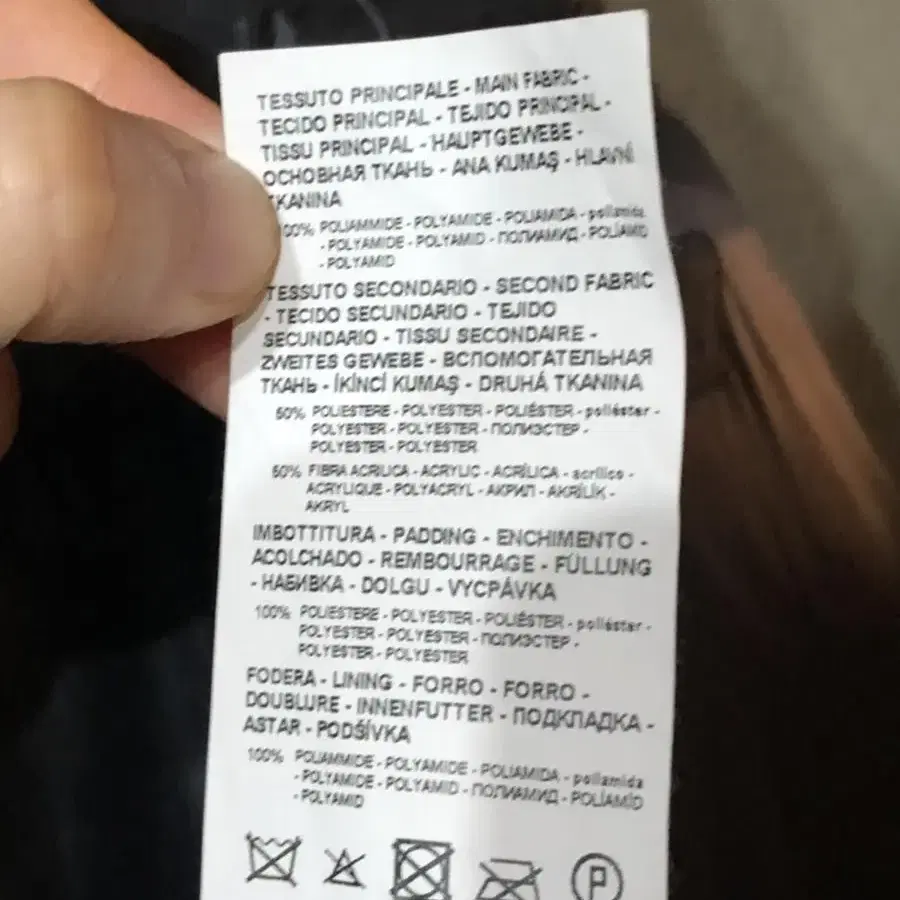 TESSUTO PRINCIPALE - MAIN FABRIC -
TECIDO PRINCIPAL - TEJIDO PRINCIPAL -
TISSU PRINCIPAL - HAUPTGEWEBE -
ОСНОВНАЯ ТКАНЬ - ANA KUMAŞ - HLAVNÍ
TKANINA
100% POLIAMMIDE - POLYAMIDE - POLIAMIDA - poliamida
- POLYAMIDE - POLYAMID - ПОЛИАМИД - POLİAMİD
- POLYAMID
TESSUTO SECONDARIO - SECOND FABRIC
- TECIDO SECUNDARIO - TEJIDO
SECUNDARIO - TISSU SECONDAIRE -
ZWEITES GEWEBE - ВСПОМОГАТЕЛЬНАЯ
ТКАНЬ - İKİNCİ KUMAŞ - DRUHÁ TKANINA
50% POLIESTERE - POLYESTER - POLIÉSTER - poliéster -
POLYESTER - POLYESTER - ПОЛИЭСТЕР -
POLYESTER - POLYESTER
50% FIBRA ACRILICA - ACRYLIC - ACRÍLICA - acrílico -
ACRYLIQUE - POLYACRYL - АКРИЛ - AKRİLİK -
AKRYL
IMBOTTITURA - PADDING - ENCHIMENTO -
ACOLCHADO - REMBOURRAGE - FÜLLUNG
- НАБИВКА - DOLGU - VYCPÁVKA
100% POLIESTERE - POLYESTER - POLIÉSTER - poliéster -
POLYESTER - POLYESTER - ПОЛИЭСТЕР -
POLYESTER - POLYESTER
FODERA - LINING - FORRO - FORRO -
DOUBLURE - INNENFUTTER - ПОДКЛАДКА -
ASTAR - PODŠÍVKA
100% POLIAMMIDE - POLYAMIDE - POLIAMIDA - poliamida
- POLYAMIDE - POLYAMID - ПОЛИАМИД - POLİAMİD
- POLYAMID
P